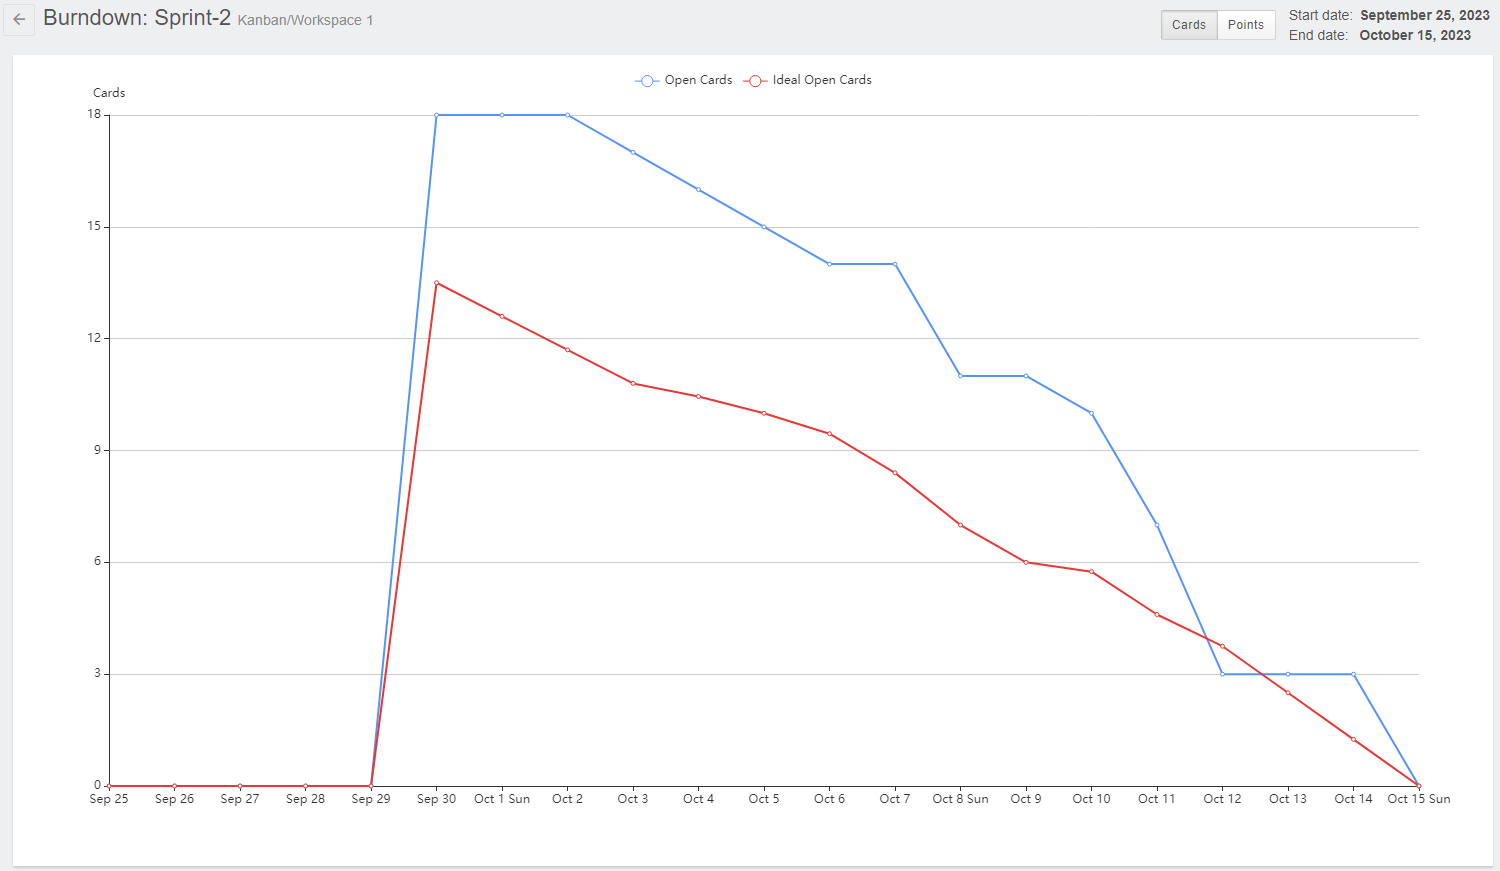 Burndown: Sprint-2 Kanban/Workspace 1
Cards Points
Start date: September 25, 2023
End date: October 15, 2023
Open Cards Ideal Open Cards
Cards
18
15
12
9
6
3
0
Sep 25 Sep 26 Sep 27 Sep 28 Sep 29 Sep 30 Oct 1 Sun Oct 2 Oct 3 Oct 4 Oct 5 Oct 6 Oct 7 Oct 8 Sun Oct 9 Oct 10 Oct 11 Oct 12 Oct 13 Oct 14 Oct 15 Sun